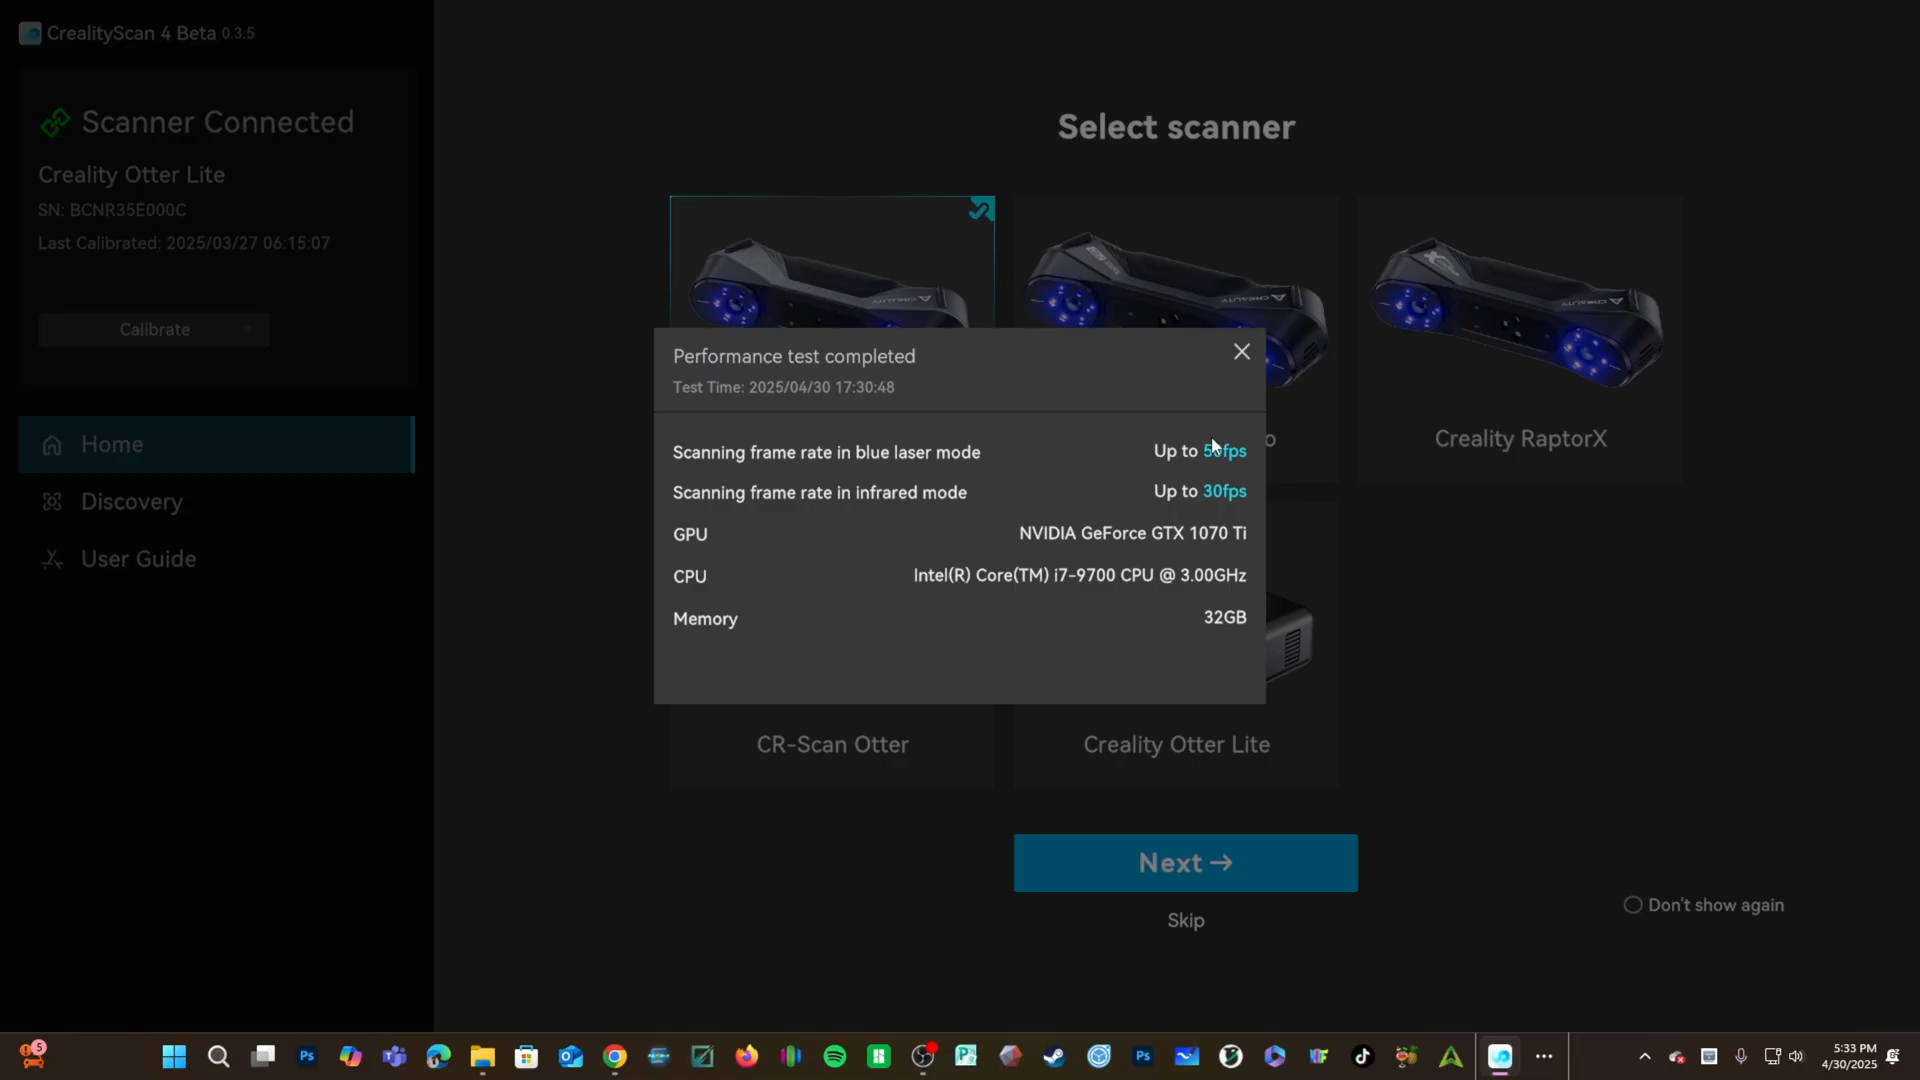 CrealityScan 4 Beta 0.3.5
Scanner Connected
Creality Otter Lite
SN: BCNR35E000C
Last Calibrated: 2025/03/27 06:15:07
Calibrate
Home
Discovery
User Guide
Select scanner
Performance test completed
Test Time: 2025/04/30 17:30:48
Scanning frame rate in blue laser mode Up to
Scanning frame rate in infrared mode Up to 30fps
GPU NVIDIA GeForce GTX 1070 Ti
CPU Intel(R) Core(TM) i7-9700 CPU @ 3.00GHz
Memory 32GB
Creality RaptorX
CR-Scan Otter
Creality Otter Lite
Next →
Skip
Don't show again
5
5:33 PM
4/30/2025